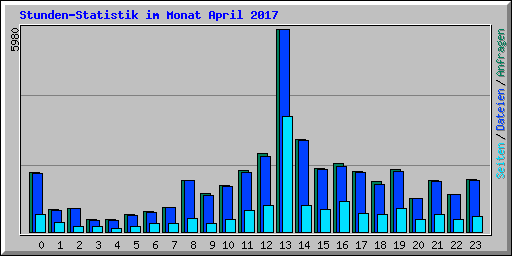 Stunden-Statistik im Monat April 2017
5980
Seiten / Dateien / Anfragen
0 1 2 3 4 5 6 7 8 9 10 11 12 13 14 15 16 17 18 19 20 21 22 23